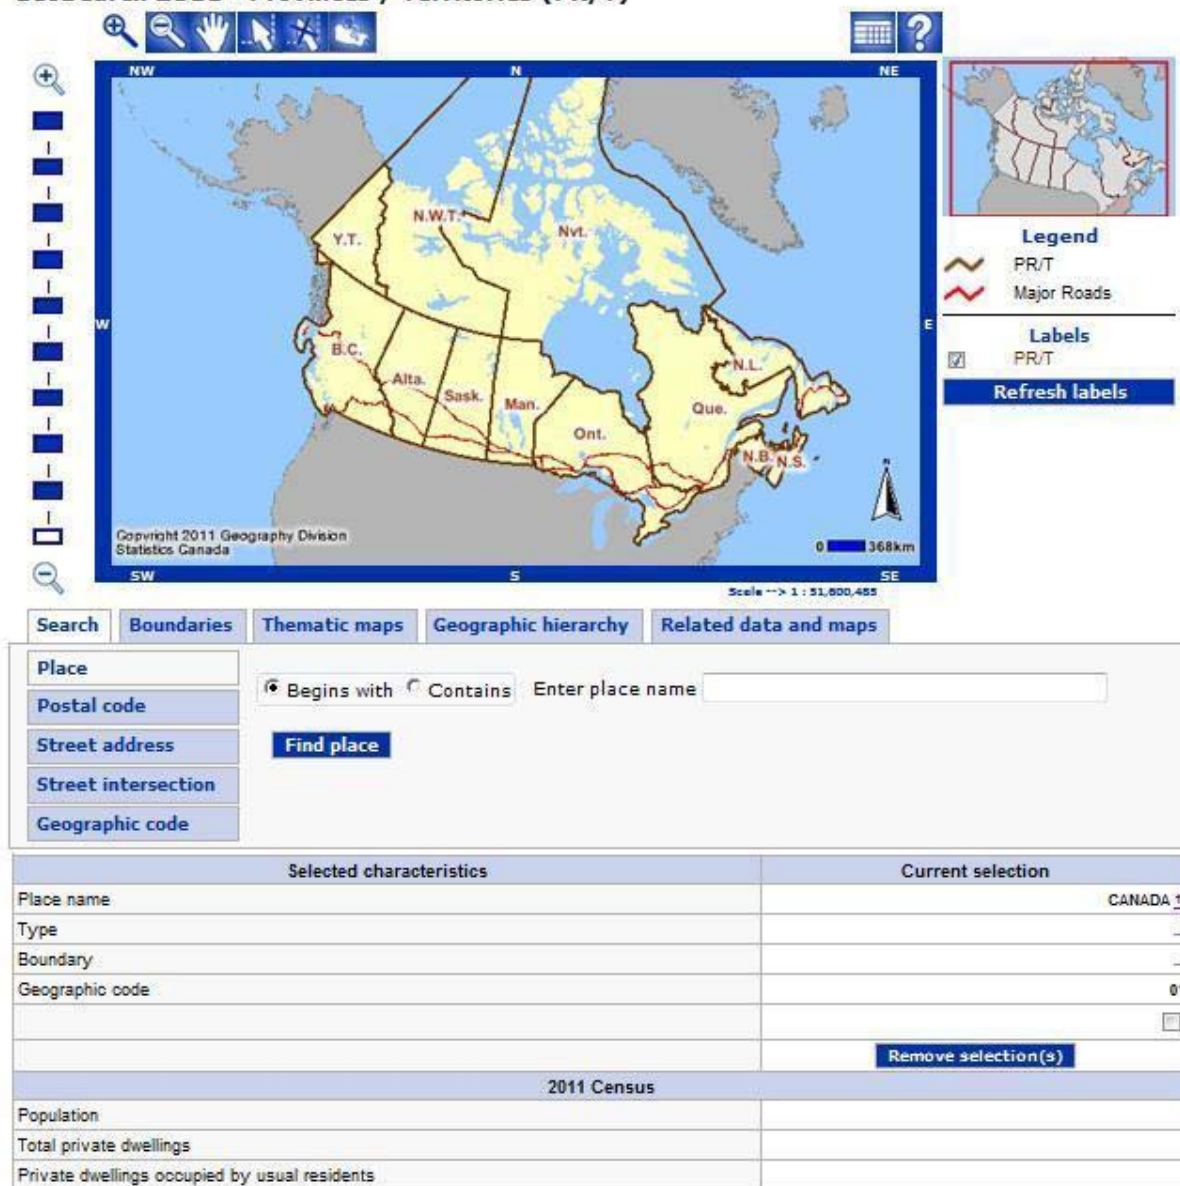 NW N NE
N.W.T.
Y.T.
Nvt.
Legend
PR/T
Major Roads
W
E
Labels
PR/T
Refresh labels
B.C.
Alta.
Sask.
Man.
Ont.
Que.
N.L.
N.B.
N.S.
N
Copyright 2011 Geography Division
Statistics Canada
0 368km
SW S SE
Scale --> 1 : 51,600,485
Search Boundaries Thematic maps Geographic hierarchy Related data and maps
Place
Begins with Contains Enter place name
Postal code
Street address
Find place
Street intersection
Geographic code
Selected characteristics Current selection
Place name CANADA 1
Type
Boundary
Geographic code
Remove selection(s)
2011 Census
Population
Total private dwellings
Private dwellings occupied by usual residents